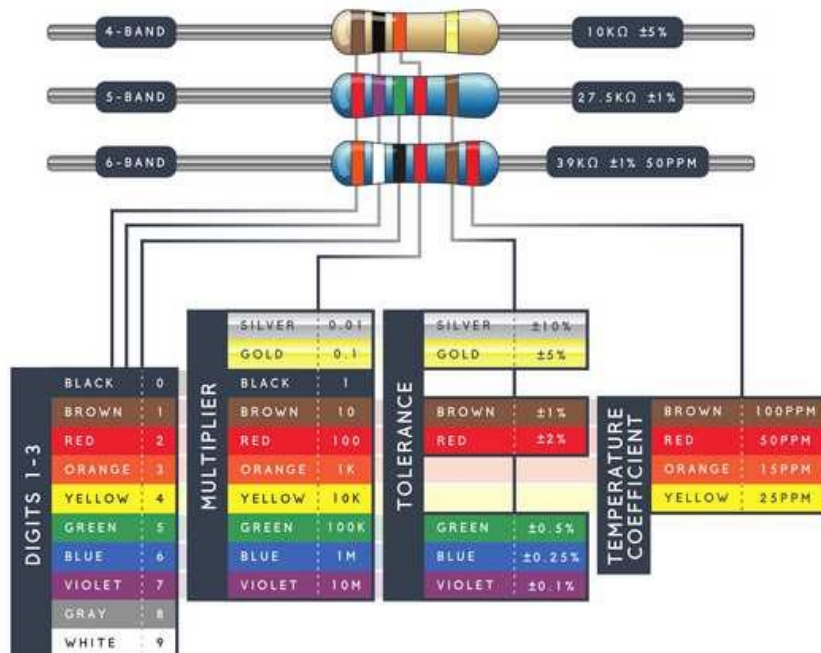 4-BAND
10KΩ ±5%
5-BAND
27.5KΩ ±1%
6-BAND
39KΩ ±1% 50PPM
DIGITS 1-3
BLACK 0
BROWN 1
RED 2
ORANGE 3
YELLOW 4
GREEN 5
BLUE 6
VIOLET 7
GRAY 8
WHITE 9
MULTIPLIER
SILVER 0.01
GOLD 0.1
BLACK 1
BROWN 10
RED 100
ORANGE 1K
YELLOW 10K
GREEN 100K
BLUE 1M
VIOLET 10M
TOLERANCE
SILVER ±10%
GOLD ±5%
BROWN ±1%
RED ±2%
GREEN ±0.5%
BLUE ±0.25%
VIOLET ±0.1%
TEMPERATURE
COEFFICIENT
BROWN 100PPM
RED 50PPM
ORANGE 15PPM
YELLOW 25PPM